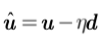 û = u − ηd